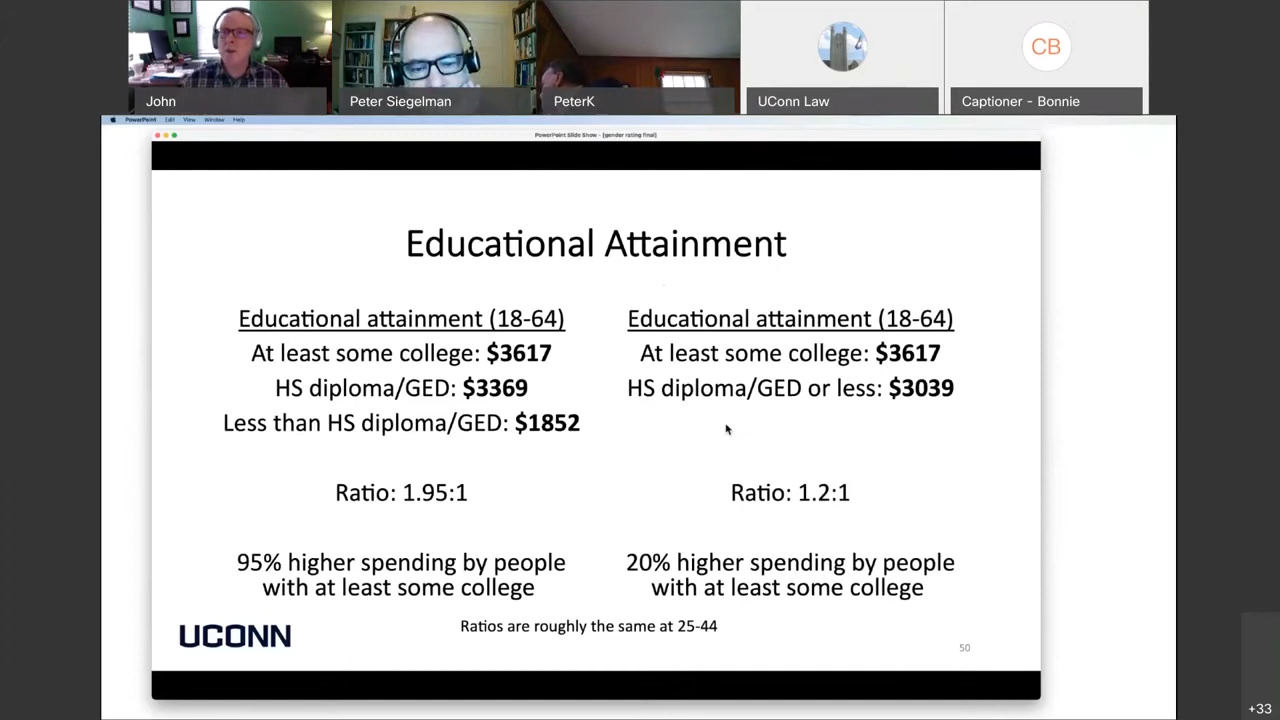 John
Peter Siegelman
PeterK
UConn Law
CB
Captioner - Bonnie
PowerPoint Edit View Window Help
PowerPoint Slide Show - [gender rating final]
Educational Attainment
Educational attainment (18-64)
At least some college: $3617
HS diploma/GED: $3369
Less than HS diploma/GED: $1852
Ratio: 1.95:1
95% higher spending by people
with at least some college
Educational attainment (18-64)
At least some college: $3617
HS diploma/GED or less: $3039
Ratio: 1.2:1
20% higher spending by people
with at least some college
Ratios are roughly the same at 25-44
UCONN
50
+33